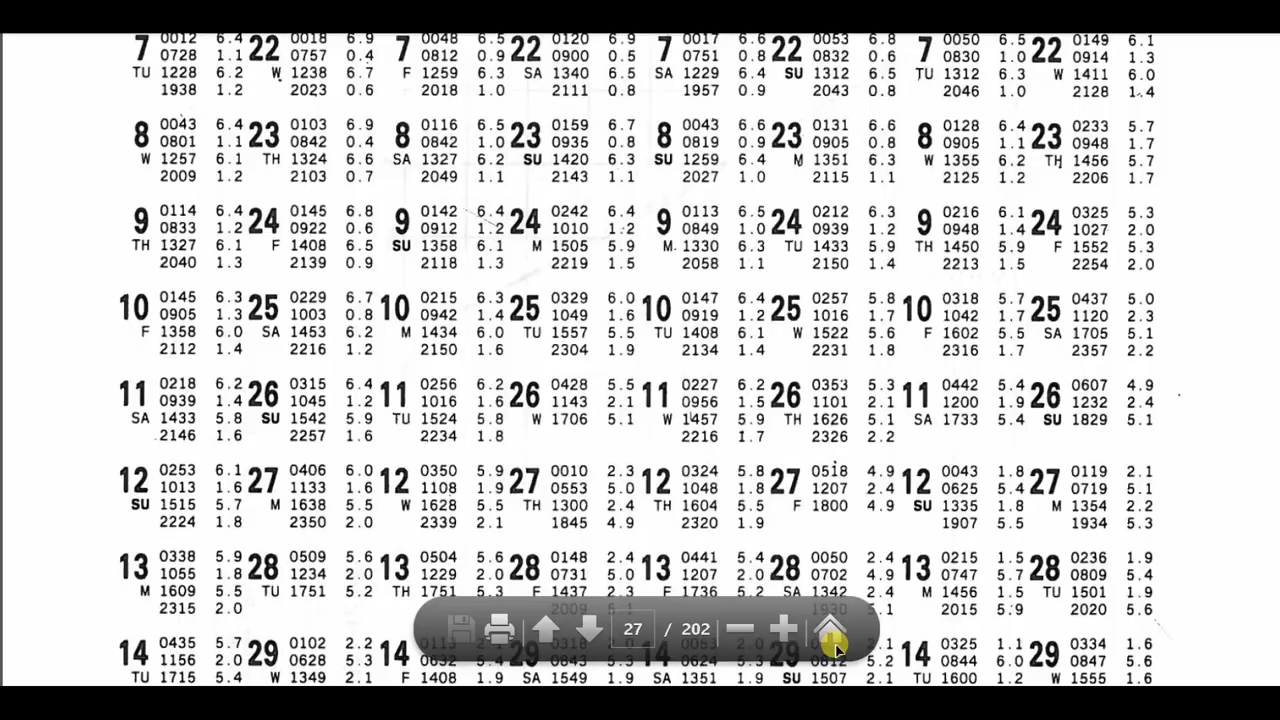 7 0012 6.4 22 0018 6.9 7 0048 6.5 22 0120 6.9 7 0017 6.6 22 0053 6.8 7 0050 6.5 22 0149 6.1
0728 1.1 0757 0.4 0812 0.9 0900 0.5 0751 0.8 0832 0.6 0830 1.0 0914 1.3
TU 1228 6.2 W 1238 6.7 F 1259 6.3 SA 1340 6.5 SA 1229 6.4 SU 1312 6.5 TU 1312 6.3 W 1411 6.0
1938 1.2 2023 0.6 2018 1.0 2111 0.8 1957 0.9 2043 0.8 2046 1.0 2128 1.4
8 0043 6.4 23 0103 6.9 8 0116 6.5 23 0159 6.7 8 0043 6.6 23 0131 6.6 8 0128 6.4 23 0233 5.7
0801 1.1 0842 0.4 0842 1.0 0935 0.8 0819 0.9 0905 0.8 0905 1.1 0948 1.7
W 1257 6.1 TH 1324 6.6 SA 1327 6.2 SU 1420 6.3 SU 1259 6.4 M 1351 6.3 W 1355 6.2 TH 1456 5.7
2009 1.2 2103 0.7 2049 1.1 2143 1.1 2027 1.0 2115 1.1 2125 1.2 2206 1.7
9 0114 6.4 24 0145 6.8 9 0142 6.4 24 0242 6.4 9 0113 6.5 24 0212 6.3 9 0216 6.1 24 0325 5.3
0833 1.2 0922 0.6 0912 1.2 1010 1.2 0849 1.0 0939 1.2 0948 1.4 1027 2.0
TH 1327 6.1 F 1408 6.5 SU 1358 6.1 M 1505 5.9 M 1330 6.3 TU 1433 5.9 TH 1450 5.9 F 1552 5.3
2040 1.3 2139 0.9 2118 1.3 2219 1.5 2058 1.1 2150 1.4 2213 1.5 2254 2.0
10 0145 6.3 25 0229 6.7 10 0215 6.3 25 0329 6.0 10 0147 6.4 25 0257 5.8 10 0318 5.7 25 0437 5.0
0905 1.3 1003 0.8 0942 1.4 1049 1.6 0919 1.2 1016 1.7 1042 1.7 1120 2.3
F 1358 6.0 SA 1453 6.2 M 1434 6.0 TU 1557 5.5 TU 1408 6.1 W 1522 5.6 F 1602 5.5 SA 1705 5.1
2112 1.4 2216 1.2 2150 1.6 2304 1.9 2134 1.4 2231 1.8 2316 1.7 2357 2.2
11 0218 6.2 26 0315 6.4 11 0256 6.2 26 0428 5.5 11 0227 6.2 26 0353 5.3 11 0442 5.4 26 0607 4.9
0939 1.4 1045 1.2 1016 1.6 1143 2.1 0956 1.5 1101 2.1 1200 1.9 1232 2.4
SA 1433 5.8 SU 1542 5.9 TU 1524 5.8 W 1706 5.1 W 1457 5.9 TH 1626 5.1 SA 1733 5.4 SU 1829 5.1
2146 1.6 2257 1.6 2234 1.8 2216 1.7 2326 2.2
12 0253 6.1 27 0406 6.0 12 0350 5.9 27 0010 2.3 12 0324 5.8 27 0518 4.9 12 0043 1.8 27 0119 2.1
1013 1.6 1133 1.6 1108 1.9 0553 5.0 1048 1.8 1207 2.4 0625 5.4 0719 5.1
SU 1515 5.7 M 1638 5.5 W 1628 5.5 TH 1300 2.4 TH 1604 5.5 F 1800 4.9 SU 1335 1.8 M 1354 2.2
2224 1.8 2350 2.0 2339 2.1 1845 4.9 2320 1.9 1907 5.5 1934 5.3
13 0338 5.9 28 0509 5.6 13 0504 5.6 28 0148 2.4 13 0441 5.4 28 0050 2.4 13 0215 1.5 28 0236 1.9
1055 1.8 1234 2.0 1229 2.0 0731 5.0 1207 2.0 0702 4.9 0747 5.7 0809 5.4
M 1609 5.5 TU 1751 5.2 TH 1751 5.3 F 1437 2.3 F 1736 5.2 SA 1342 2.4 M 1456 1.5 TU 1501 1.9
2315 2.0 2009 5.1 1930 5.1 2015 5.9 2020 5.6
27 / 202
14 0435 5.7 29 0102 2.2 14 0113 29 0318 14 0053 2.0 29 2.1 14 0325 1.1 29 0334 1.6
1156 2.0 0628 5.3 0632 5.4 0849 5.3 0624 5.3 0812 5.2 0844 6.0 0847 5.6
TU 1715 5.4 W 1349 2.1 F 1408 1.9 SA 1549 1.9 SA 1351 1.9 SU 1507 2.1 TU 1600 1.2 W 1555 1.6